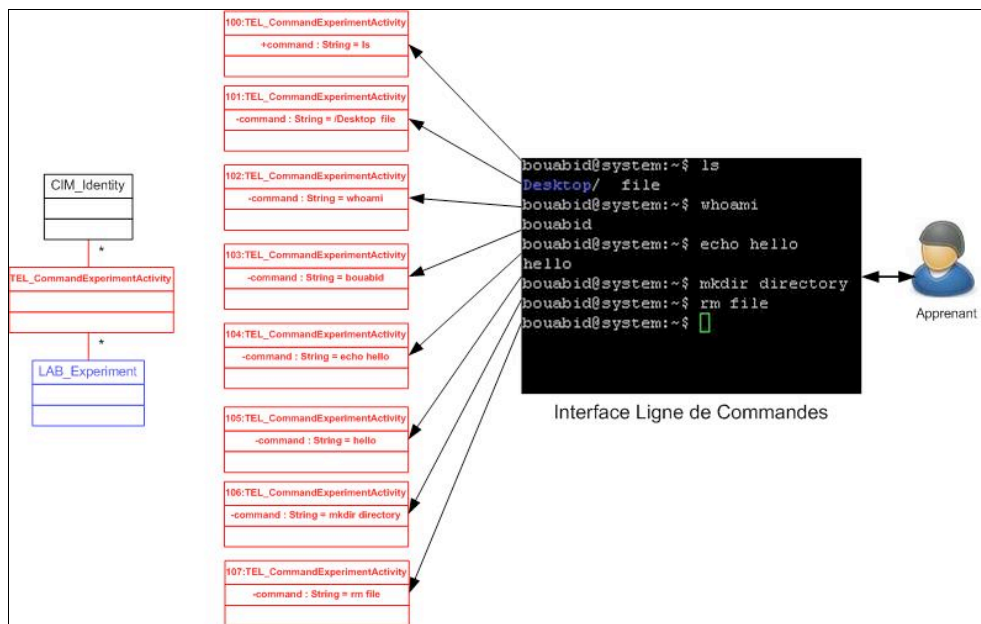 100:TEL_CommandExperimentActivity
+command : String = ls
101:TEL_CommandExperimentActivity
-command : String = /Desktop file
102:TEL_CommandExperimentActivity
-command : String = whoami
103:TEL_CommandExperimentActivity
-command : String = bouabid
104:TEL_CommandExperimentActivity
-command : String = echo hello
105:TEL_CommandExperimentActivity
-command : String = hello
106:TEL_CommandExperimentActivity
-command : String = mkdir directory
107:TEL_CommandExperimentActivity
-command : String = rm file
CIM_Identity
*
TEL_CommandExperimentActivity
*
LAB_Experiment
bouabid@system:~$ ls
Desktop/ file
bouabid@system:~$ whoami
bouabid
bouabid@system:~$ echo hello
hello
bouabid@system:~$ mkdir directory
bouabid@system:~$ rm file
bouabid@system:~$
Interface Ligne de Commandes
Apprenant